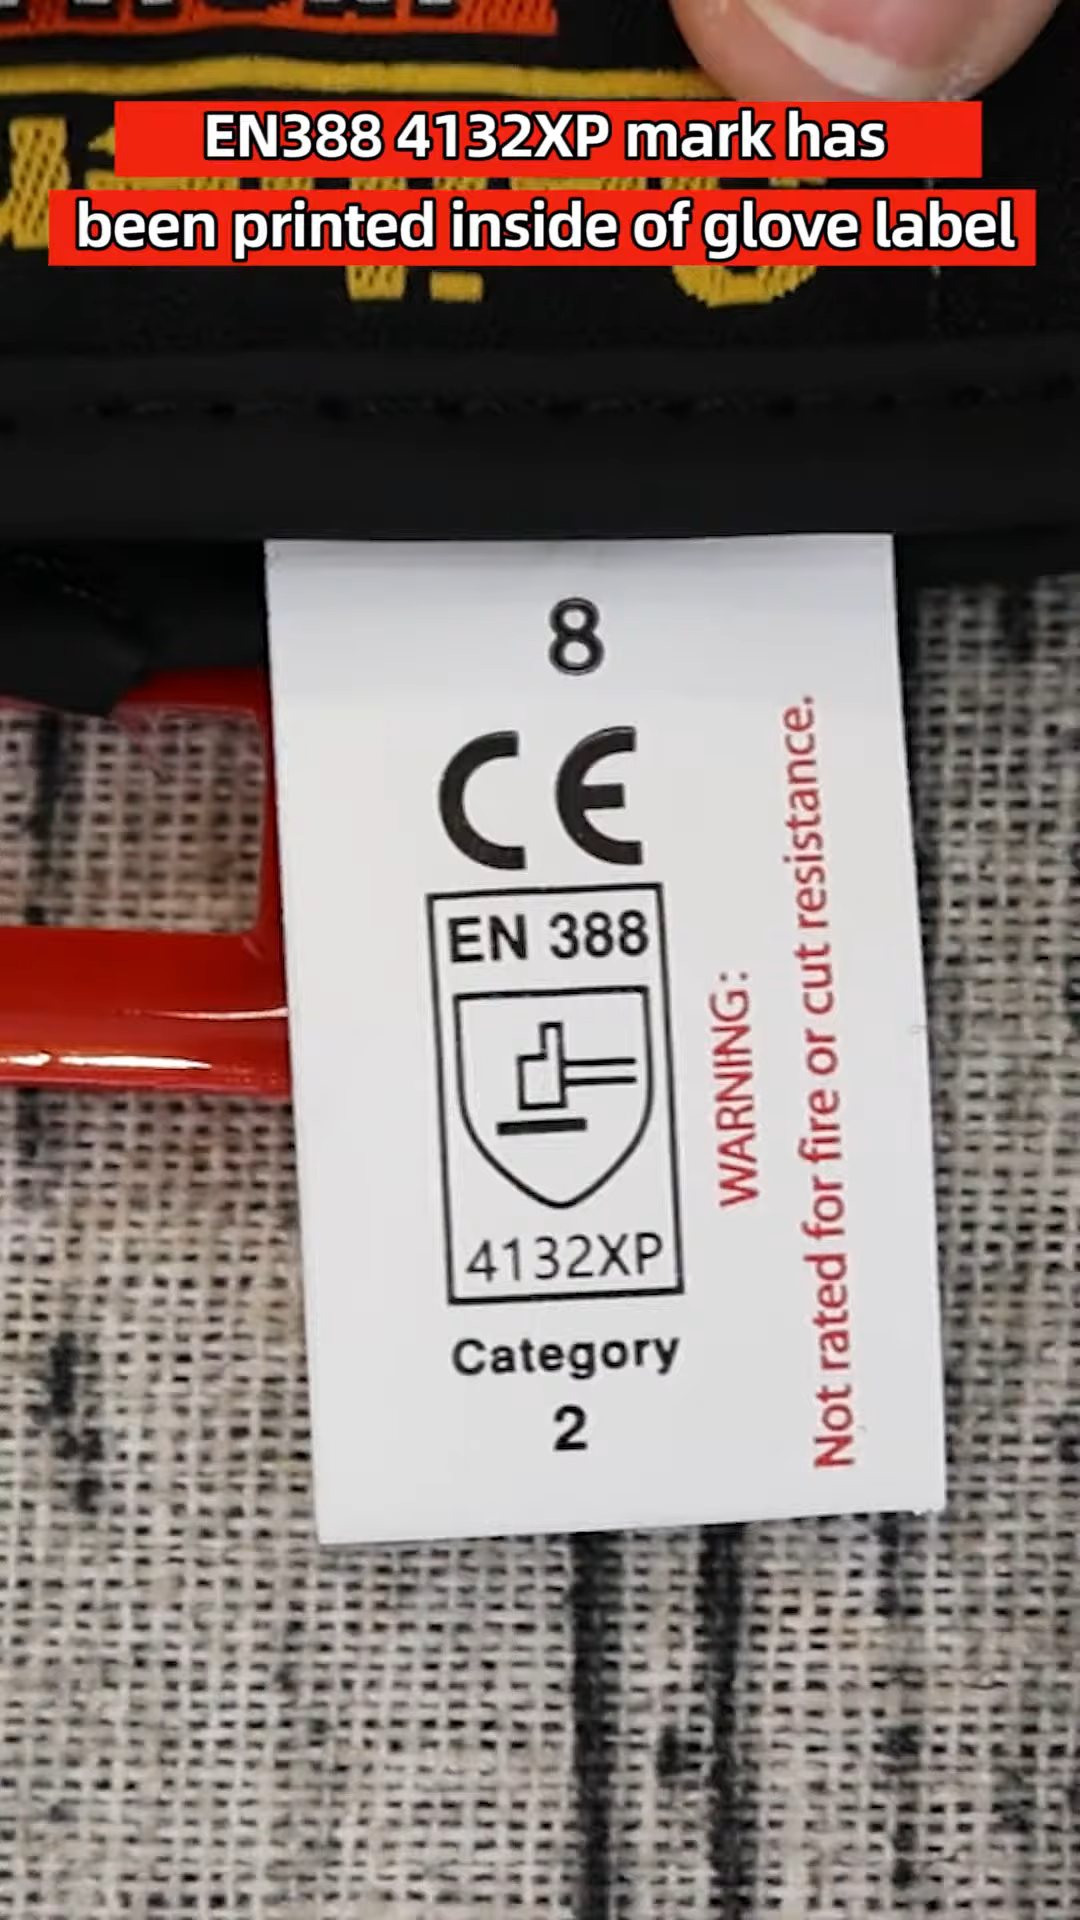 EN388 4132XP mark has
been printed inside of glove label
8
CE
EN 388
4132XP
Category
2
WARNING:
Not rated for fire or cut resistance.